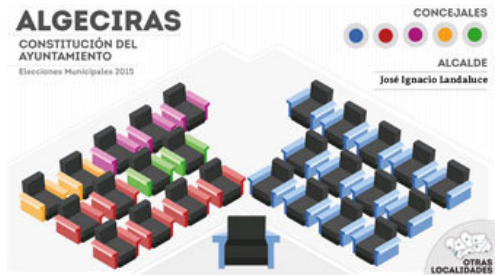 ALGECIRAS
CONSTITUCIÓN DEL
AYUNTAMIENTO
Elecciones Municipales 2015
CONCEJALES
ALCALDE
José Ignacio Landaluce
OTRAS
LOCALIDADES